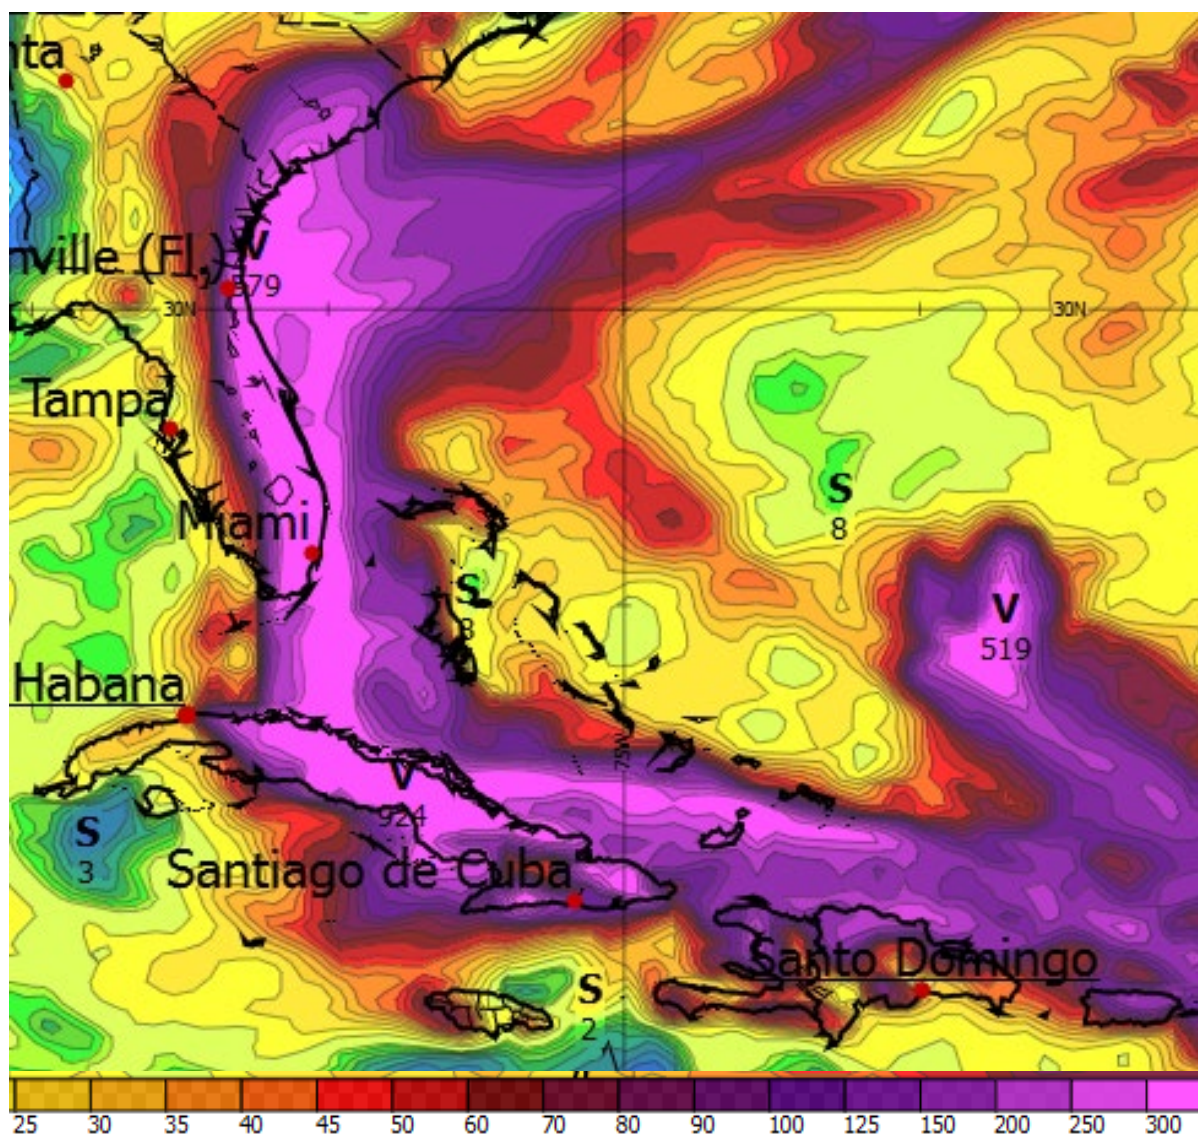 nta
V
nville (Fl,)
579
30N
30N
Tampa
S
8
Miami
S
8
V
519
Habana
75W
V
924
S
3
Santiago de Cuba
Santo Domingo
S
2
25 30 35 40 45 50 60 70 80 90 100 125 150 200 250 300